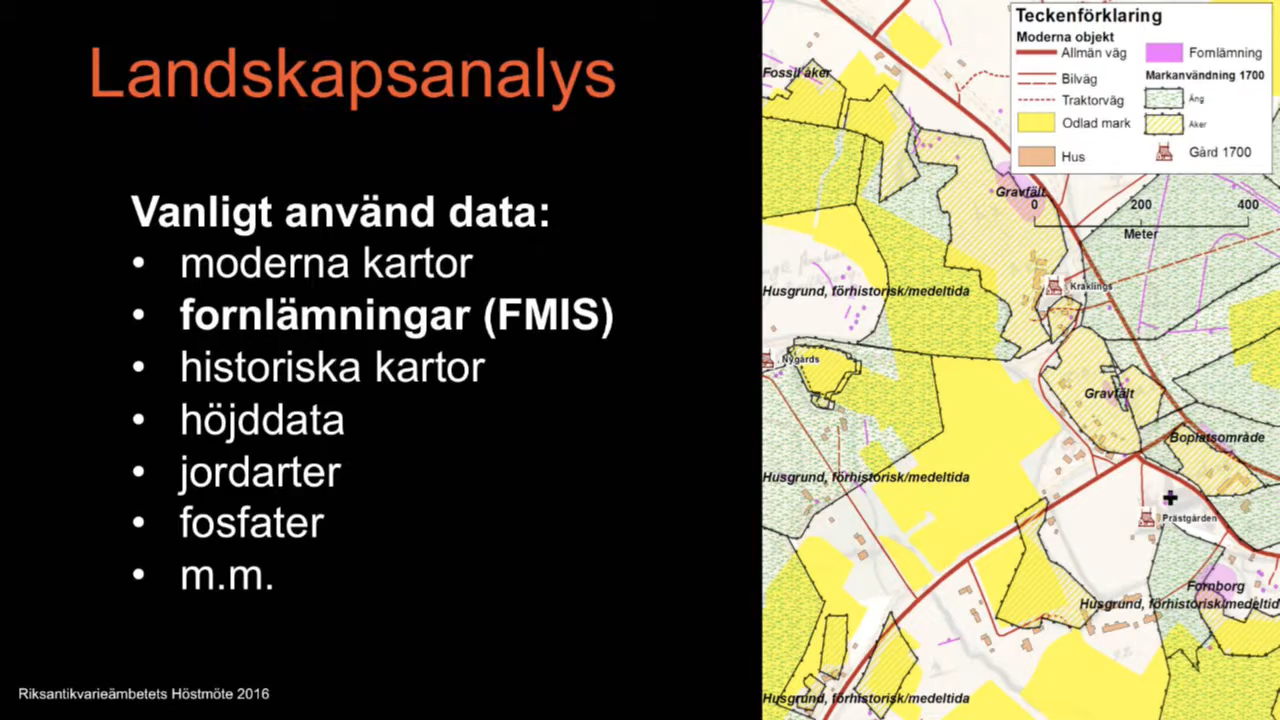 Landskapsanalys
Vanligt använd data:
• moderna kartor
• fornlämningar (FMIS)
• historiska kartor
• höjddata
• jordarter
• fosfater
• m.m.
Riksantikvarieämbetets Höstmöte 2016
Teckenförklaring
Moderna objekt
Allmän väg
Bilväg
Traktorväg
Odlad mark
Hus
Fornlämning
Markanvändning 1700
Äng
Åker
Gård 1700
Fossil åker
Gravfält
0 200 400
Meter
Husgrund, förhistorisk/medeltida
Kräklings
Nygårds
Gravfält
Boplatsområde
Husgrund, förhistorisk/medeltida
Prästgården
Fornborg
Husgrund, förhistorisk/medeltid
Husgrund, förhistorisk/medeltida